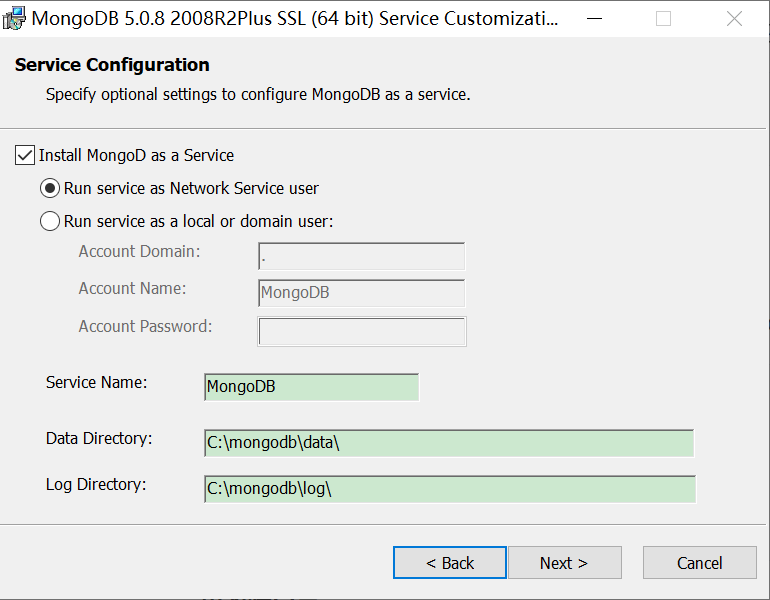 MongoDB 5.0.8 2008R2Plus SSL (64 bit) Service Customizati...
Service Configuration
Specify optional settings to configure MongoDB as a service.
Install MongoD as a Service
Run service as Network Service user
Run service as a local or domain user:
Account Domain: .
Account Name: MongoDB
Account Password:
Service Name: MongoDB
Data Directory: C:\mongodb\data\
Log Directory: C:\mongodb\log\
< Back Next > Cancel